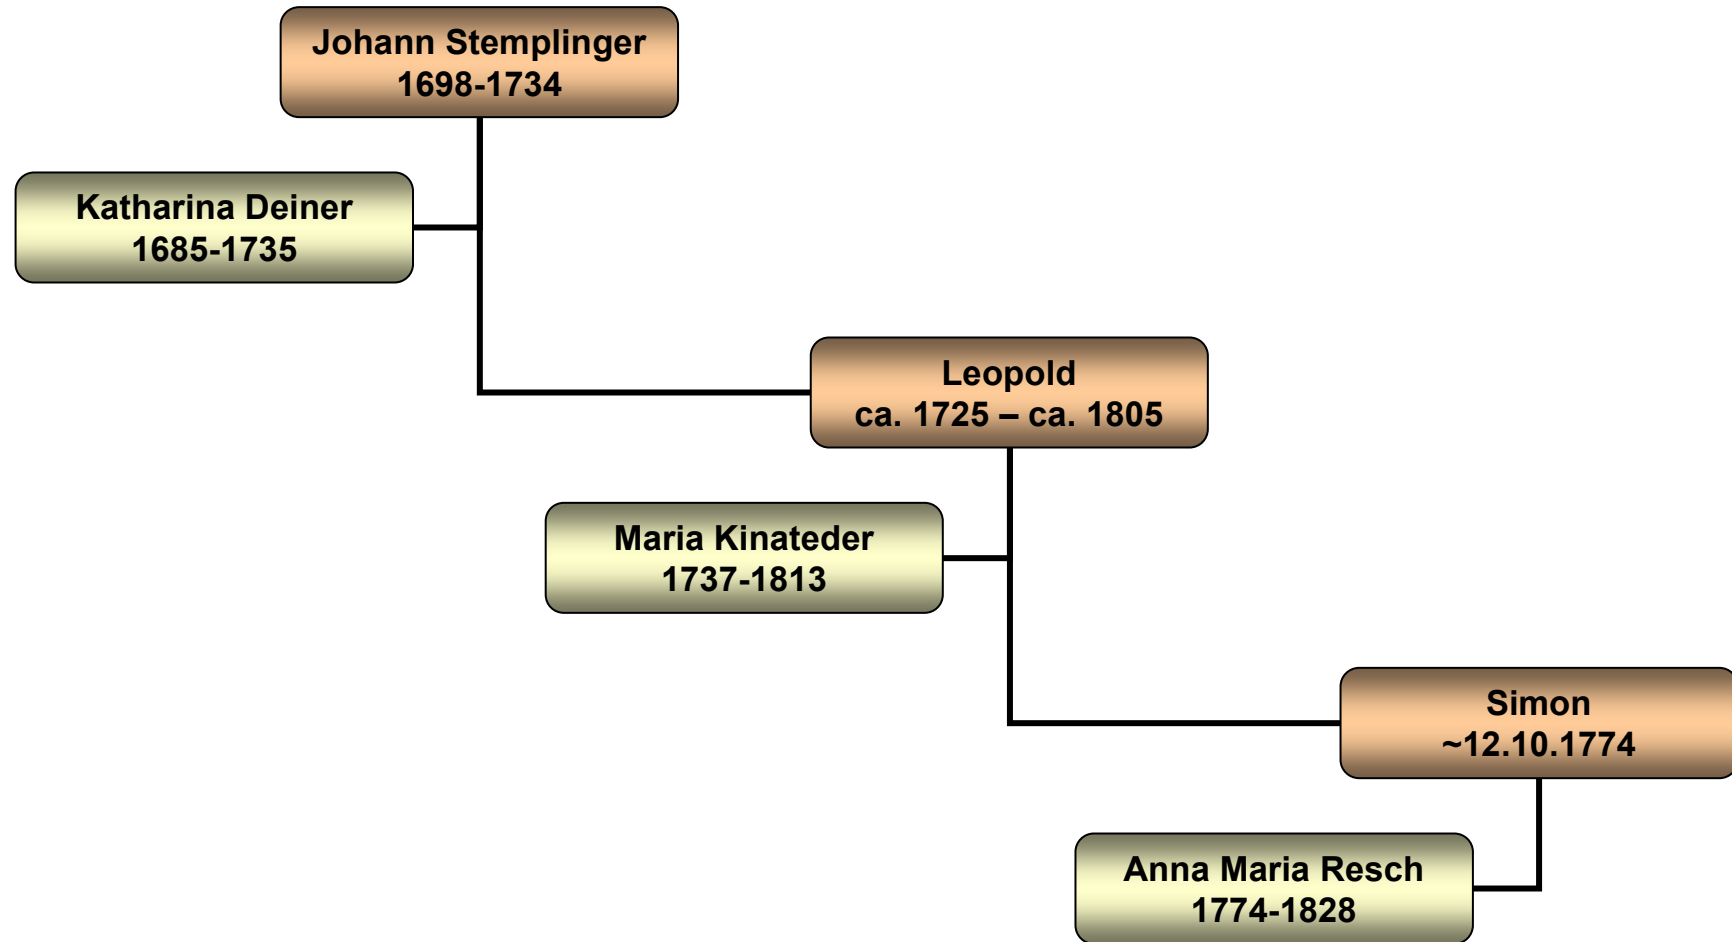 Johann Stemplinger
1698-1734
Katharina Deiner
1685-1735
Leopold
ca. 1725 – ca. 1805
Maria Kinateder
1737-1813
Simon
~12.10.1774
Anna Maria Resch
1774-1828